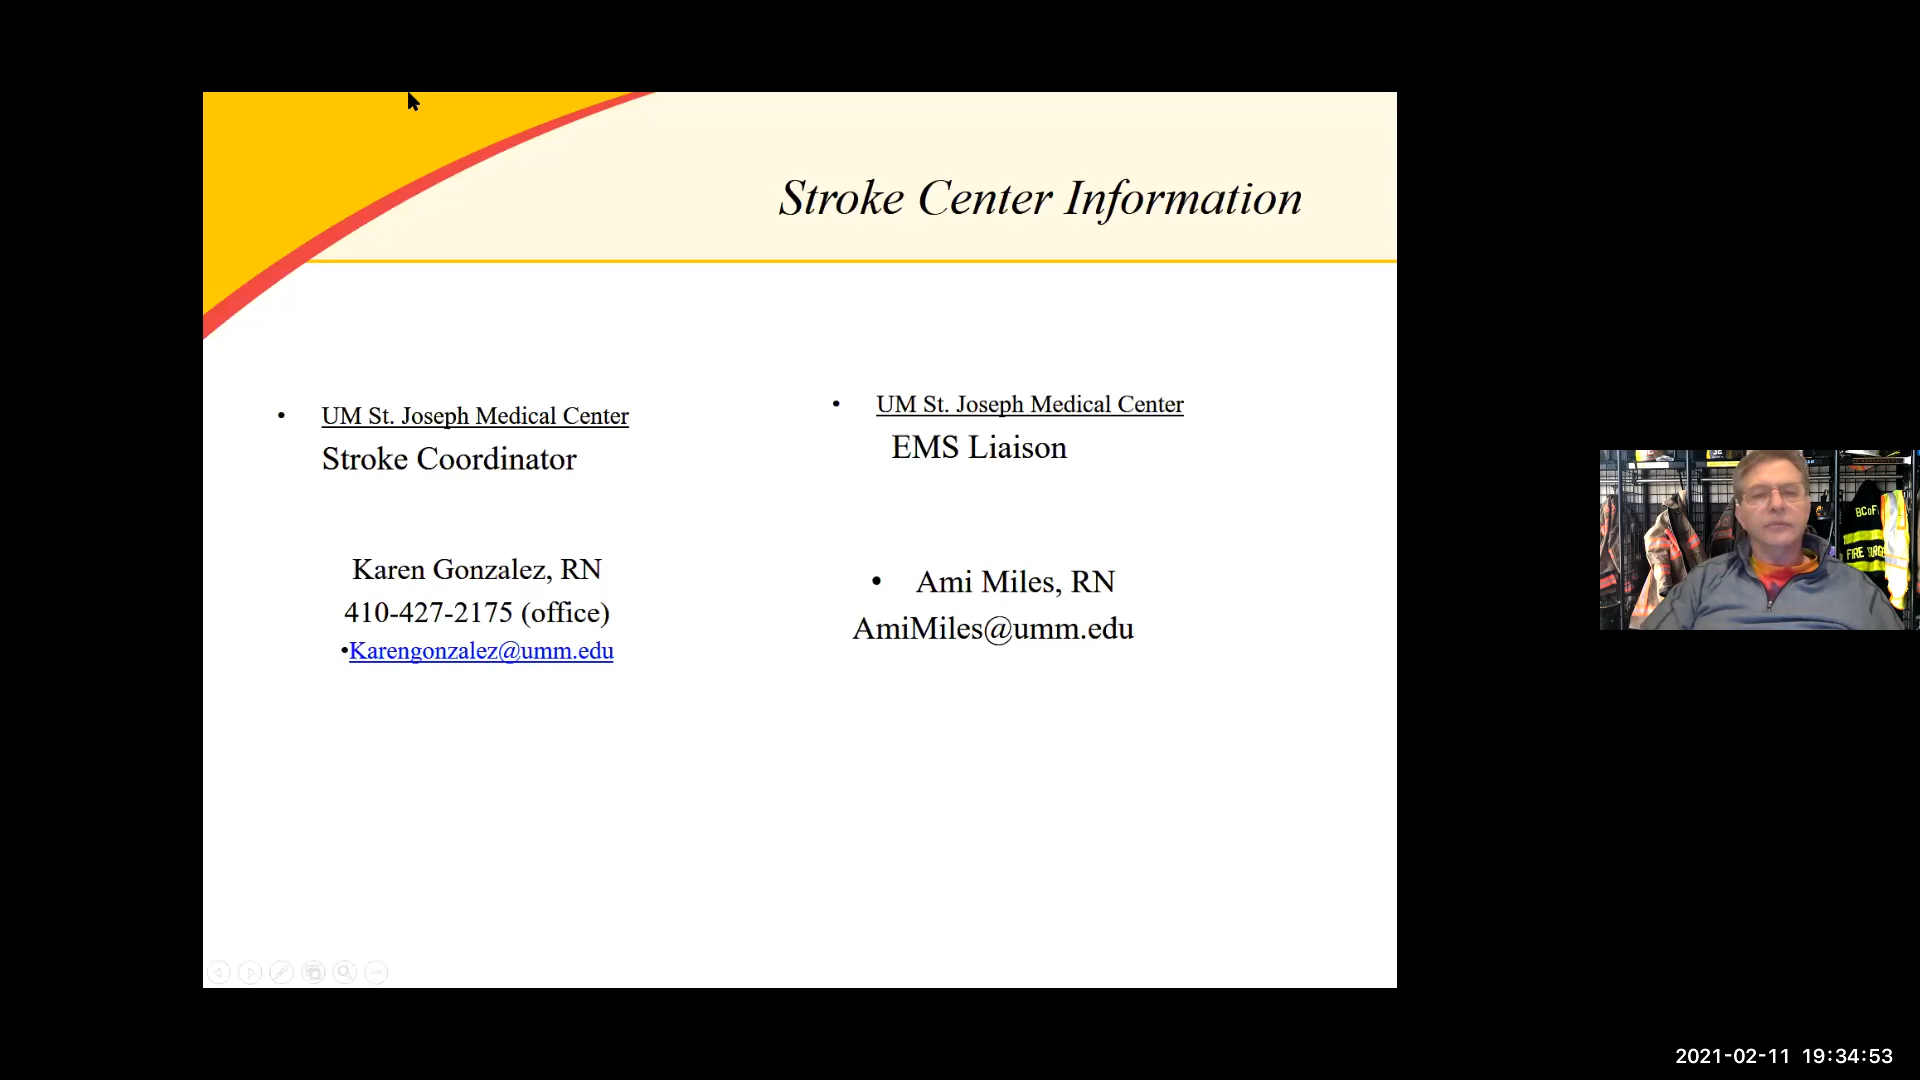 Stroke Center Information
• UM St. Joseph Medical Center
Stroke Coordinator
Karen Gonzalez, RN
410-427-2175 (office)
•Karengonzalez@umm.edu
• UM St. Joseph Medical Center
EMS Liaison
• Ami Miles, RN
AmiMiles@umm.edu
BCoF
FIRE
2021-02-11 19:34:53